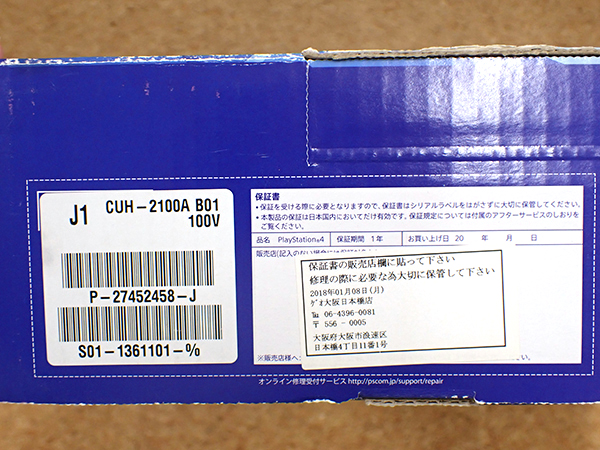 J1 CUH-2100A B01
100V
P-27452458-J
S01-1361101-%
保証書
・保証を受ける際に必要となりますので、保証書はシリアルラベルをはがさずに大切に保管してください。
・本製品の保証は日本国内においてだけ有効です。保証規定については付属のアフターサービスのしおりを
ご覧ください。
品名 PlayStation®4 保証期間 1年 お買い上げ日 20 年 月 日
販売店(記入のない場合に
保証書の販売店欄に貼って下さい
修理の際に必要な為大切に保管して下さい
2018年01月08日(月)
ゲオ大阪日本橋店
℡ 06-4396-0081
〒 556 - 0005
大阪府大阪市浪速区
日本橋4丁目11番1号
※販売店様へ:
オンライン修理受付サービス http://pscom.jp/support/repair